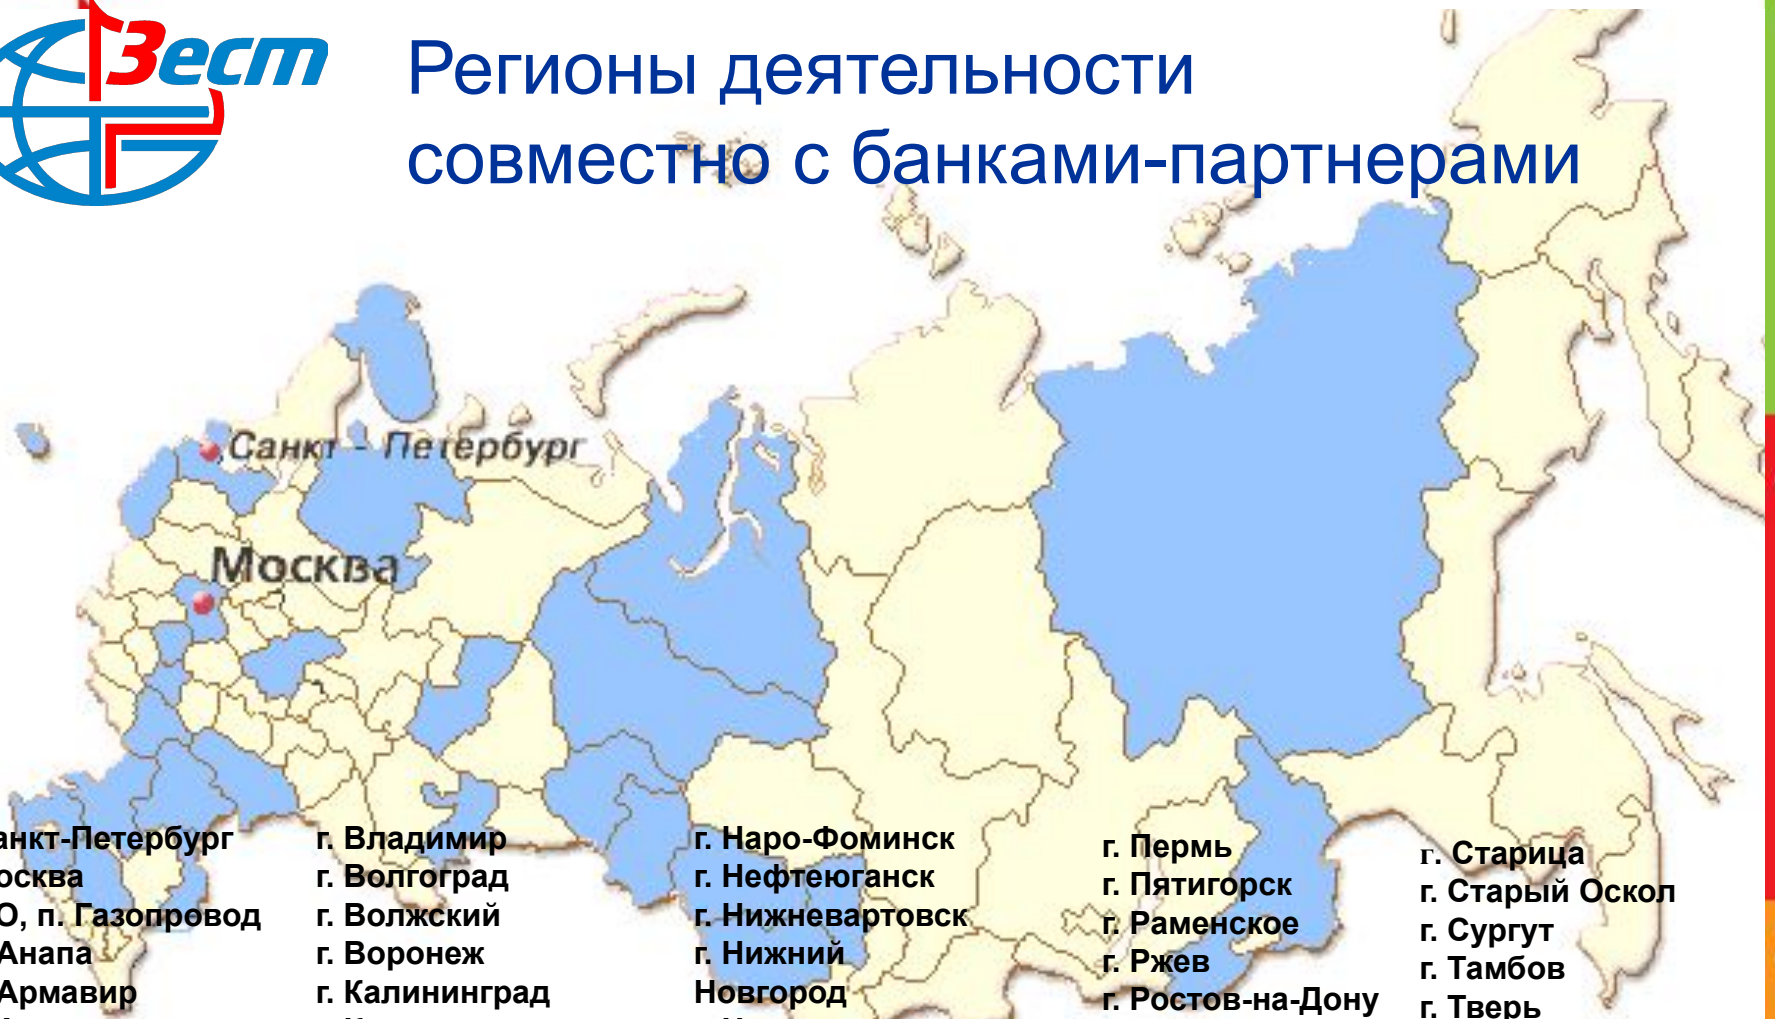 Зест
Регионы деятельности
совместно с банками-партнерами
Санкт - Петербург
Москва
анкт-Петербург
осква
О, п. Газопровод
Анапа
Армавир
г. Владимир
г. Волгоград
г. Волжский
г. Воронеж
г. Калининград
г. Наро-Фоминск
г. Нефтеюганск
г. Нижневартовск
г. Нижний
Новгород
г. Пермь
г. Пятигорск
г. Раменское
г. Ржев
г. Ростов-на-Дону
г. Старица
г. Старый Оскол
г. Сургут
г. Тамбов
г. Тверь